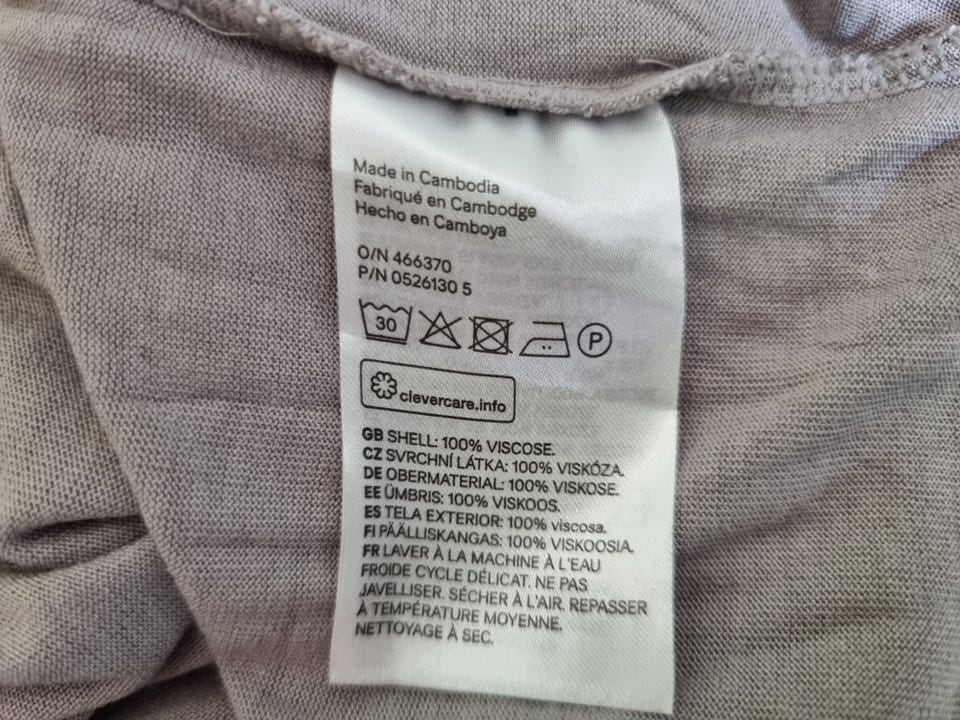 Made in Cambodia
Fabriqué en Cambodge
Hecho en Camboya
O/N 466370
P/N 0526130 5
30 P
clevercare.info
GB SHELL: 100% VISCOSE.
CZ SVRCHNÍ LÁTKA: 100% VISKÓZA.
DE OBERMATERIAL: 100% VISKOSE.
EE ÜMBRIS: 100% VISKOOS.
ES TELA EXTERIOR: 100% viscosa.
FI PÄÄLLISKANGAS: 100% VISKOOSIA.
FR LAVER À LA MACHINE À L'EAU
FROIDE CYCLE DÉLICAT. NE PAS
JAVELLISER. SÉCHER À L'AIR. REPASSER
À TEMPÉRATURE MOYENNE.
NETTOYAGE À SEC.